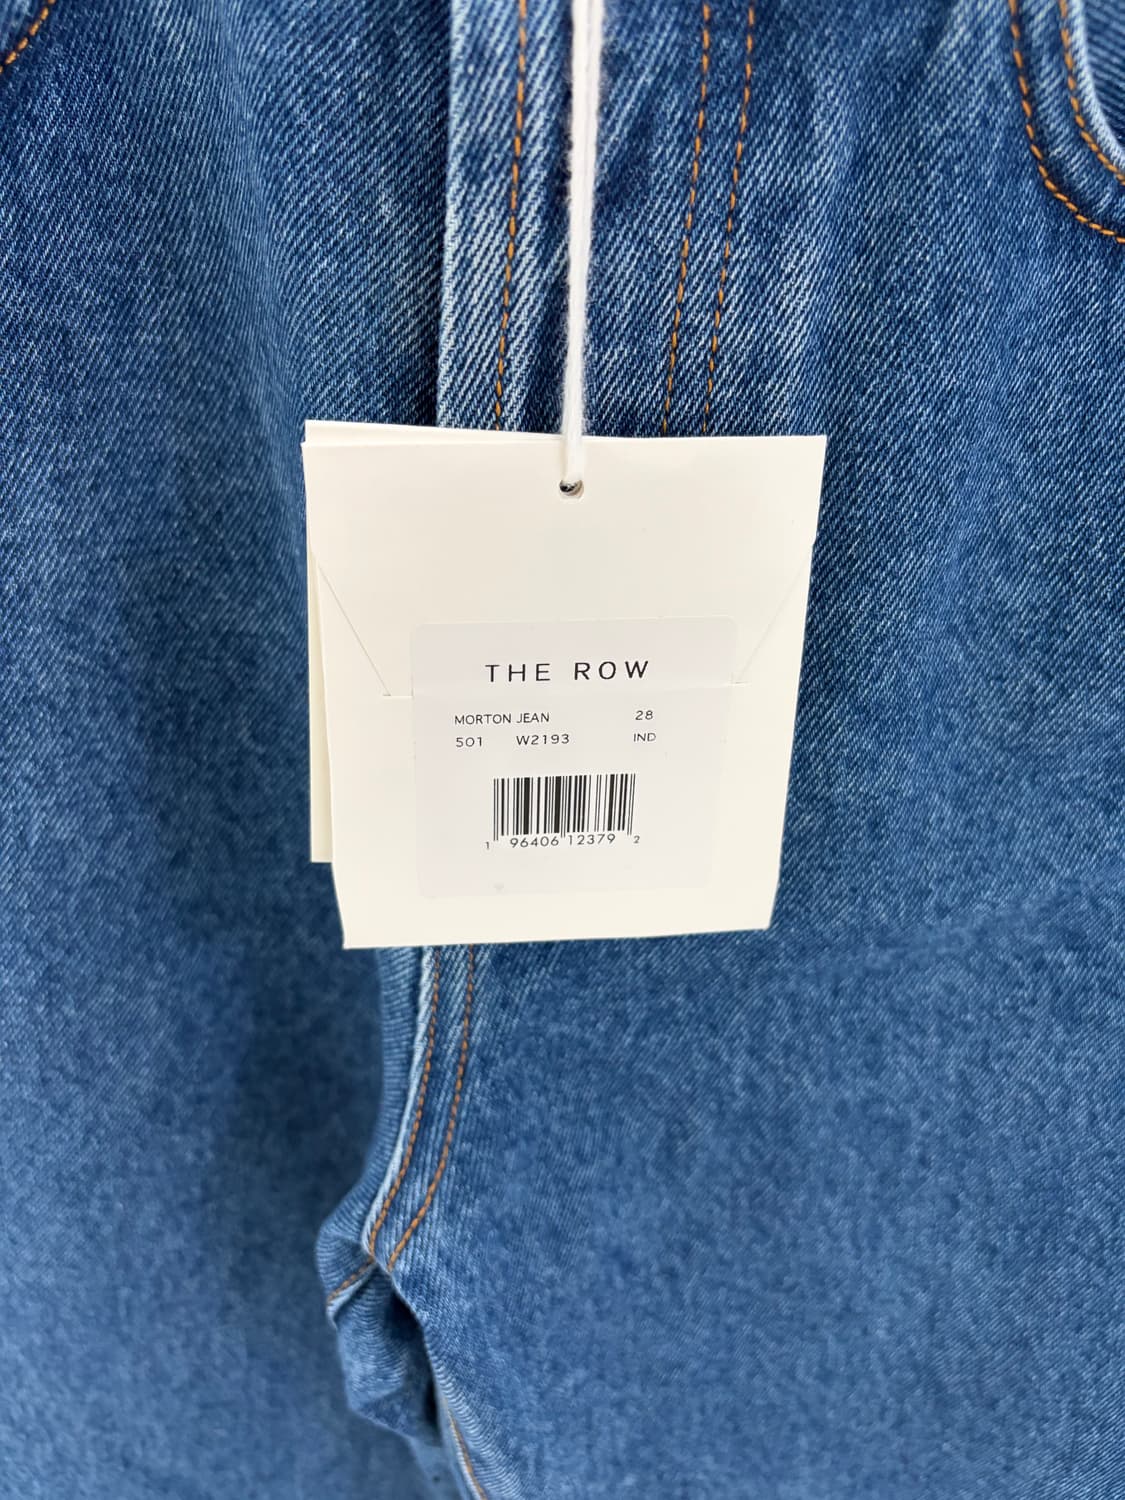 THE ROW
MORTON JEAN 28
501 W2193 IND
1 96406 12379 2